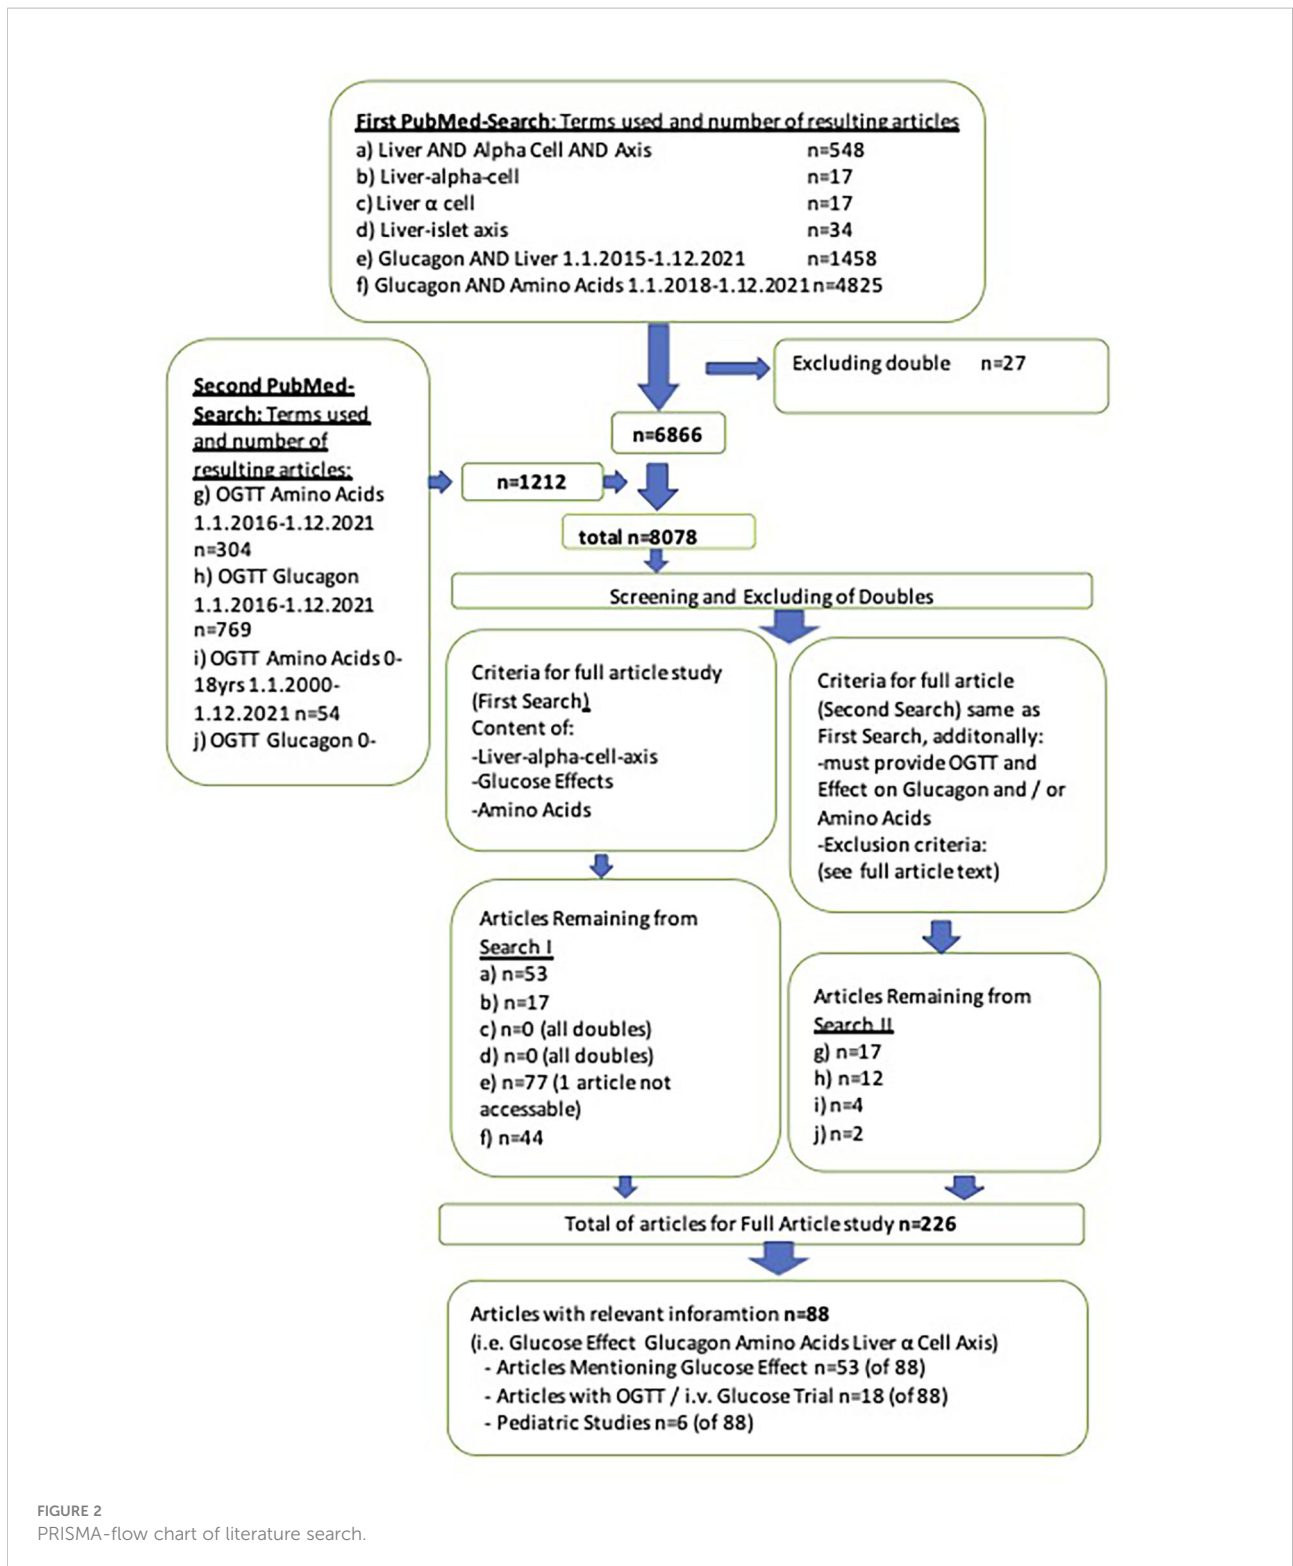 First PubMed-Search: Terms used and number of resulting articles
a) Liver AND Alpha Cell AND Axis n=548
b) Liver-alpha-cell n=17
c) Liver α cell n=17
d) Liver-islet axis n=34
e) Glucagon AND Liver 1.1.2015-1.12.2021 n=1458
f) Glucagon AND Amino Acids 1.1.2018-1.12.2021 n=4825
Excluding double n=27
n=6866
Second PubMed-
Search: Terms used
and number of
resulting articles:
g) OGTT Amino Acids
1.1.2016-1.12.2021
n=304
h) OGTT Glucagon
1.1.2016-1.12.2021
n=769
i) OGTT Amino Acids 0-
18yrs 1.1.2000-
1.12.2021 n=54
j) OGTT Glucagon 0-
n=1212
total n=8078
Screening and Excluding of Doubles
Criteria for full article study
(First Search)
Content of:
-Liver-alpha-cell-axis
-Glucose Effects
-Amino Acids
Criteria for full article
(Second Search) same as
First Search, additonally:
-must provide OGTT and
Effect on Glucagon and / or
Amino Acids
-Exclusion criteria:
(see full article text)
Articles Remaining from
Search I
a) n=53
b) n=17
c) n=0 (all doubles)
d) n=0 (all doubles)
e) n=77 (1 article not
accessable)
f) n=44
Articles Remaining from
Search II
g) n=17
h) n=12
i) n=4
j) n=2
Total of articles for Full Article study n=226
Articles with relevant inforamtion n=88
(i.e. Glucose Effect Glucagon Amino Acids Liver α Cell Axis)
- Articles Mentioning Glucose Effect n=53 (of 88)
- Articles with OGTT / i.v. Glucose Trial n=18 (of 88)
- Pediatric Studies n=6 (of 88)
FIGURE 2
PRISMA-flow chart of literature search.